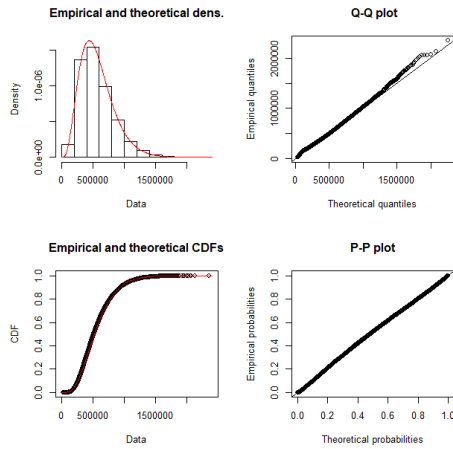 Empirical and theoretical dens.
Density
0.0e+00 1.0e-06
0 500000 1500000
Data
Q-Q plot
Empirical quantiles
0 1000000 2000000
0 500000 1500000
Theoretical quantiles
Empirical and theoretical CDFs
CDF
0.0 0.2 0.4 0.6 0.8 1.0
0 500000 1500000
Data
P-P plot
Empirical probabilities
0.0 0.2 0.4 0.6 0.8 1.0
0.0 0.2 0.4 0.6 0.8 1.0
Theoretical probabilities